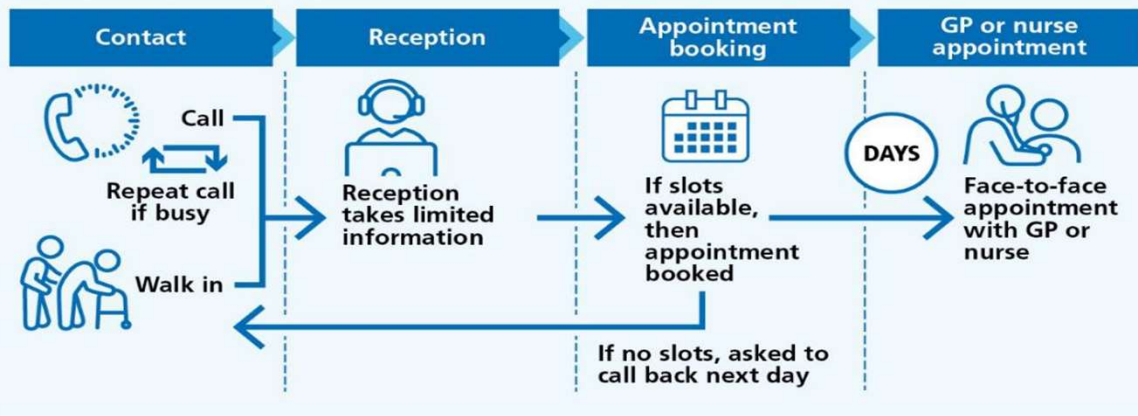 Contact
Reception
Appointment
booking
GP or nurse
appointment
Call
Repeat call
if busy
Walk in
Reception
takes limited
information
If slots
available,
then
appointment
booked
DAYS
Face-to-face
appointment
with GP or
nurse
If no slots, asked to
call back next day